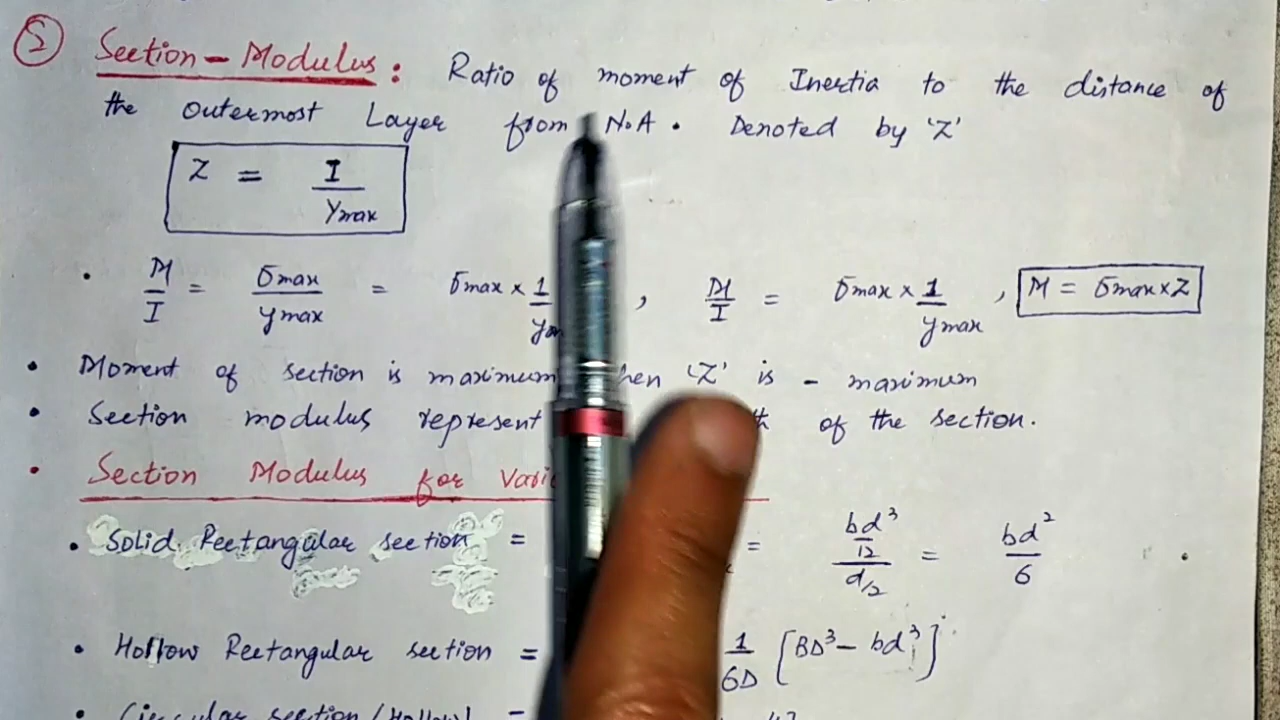 5 Section - Modulus : Ratio of moment of Inertia to the distance of
the outermost Layer from N.A. Denoted by 'Z'
Z = I / Ymax
• M/I = σmax/ymax = σmax × 1/ , M/I = σmax × 1/ymax , M = σmax × Z
• Moment of section is maximum 'Z' is - maximum
• Section modulus represent of the section.
• Section Modulus for
• Solid Rectangular section = = (bd³/12)/(d/2) = bd²/6
• Hollow Rectangular section = 1/6D [BD³ - bd³]
• Circular section (Hollow) =